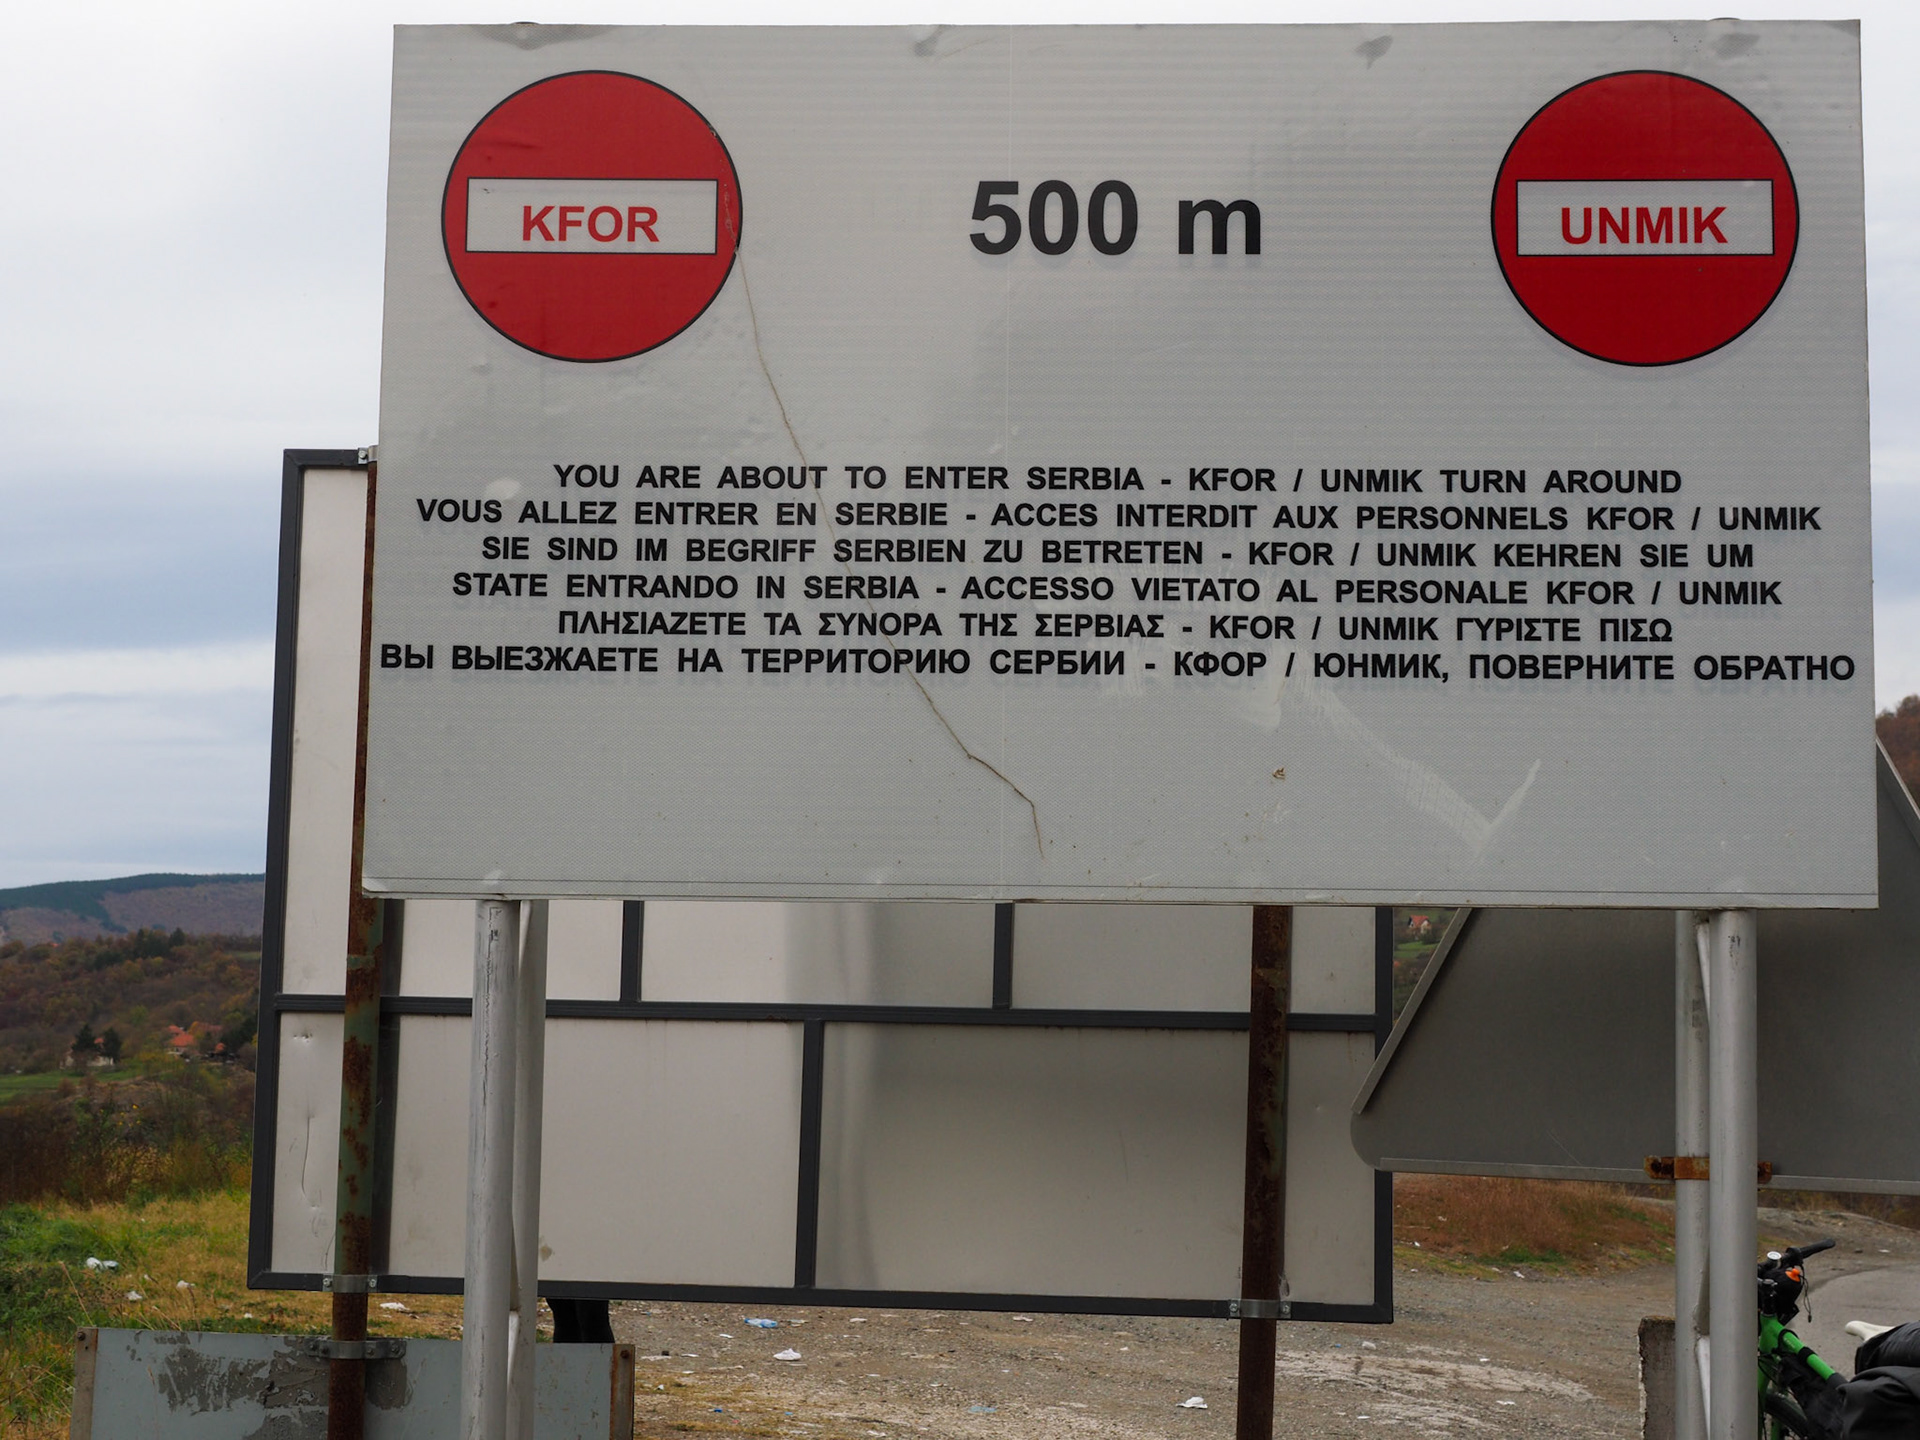 KFOR
500 m
UNMIK
YOU ARE ABOUT TO ENTER SERBIA - KFOR / UNMIK TURN AROUND
VOUS ALLEZ ENTRER EN SERBIE - ACCES INTERDIT AUX PERSONNELS KFOR / UNMIK
SIE SIND IM BEGRIFF SERBIEN ZU BETRETEN - KFOR / UNMIK KEHREN SIE UM
STATE ENTRANDO IN SERBIA - ACCESSO VIETATO AL PERSONALE KFOR / UNMIK
ΠΛΗΣΙΑΖΕΤΕ ΤΑ ΣΥΝΟΡΑ ΤΗΣ ΣΕΡΒΙΑΣ - KFOR / UNMIK ΓΥΡΙΣΤΕ ΠΙΣΩ
ВЫ ВЫЕЗЖАЕТЕ НА ТЕРРИТОРИЮ СЕРБИИ - КФОР / ЮНМИК, ПОВЕРНИТЕ ОБРАТНО